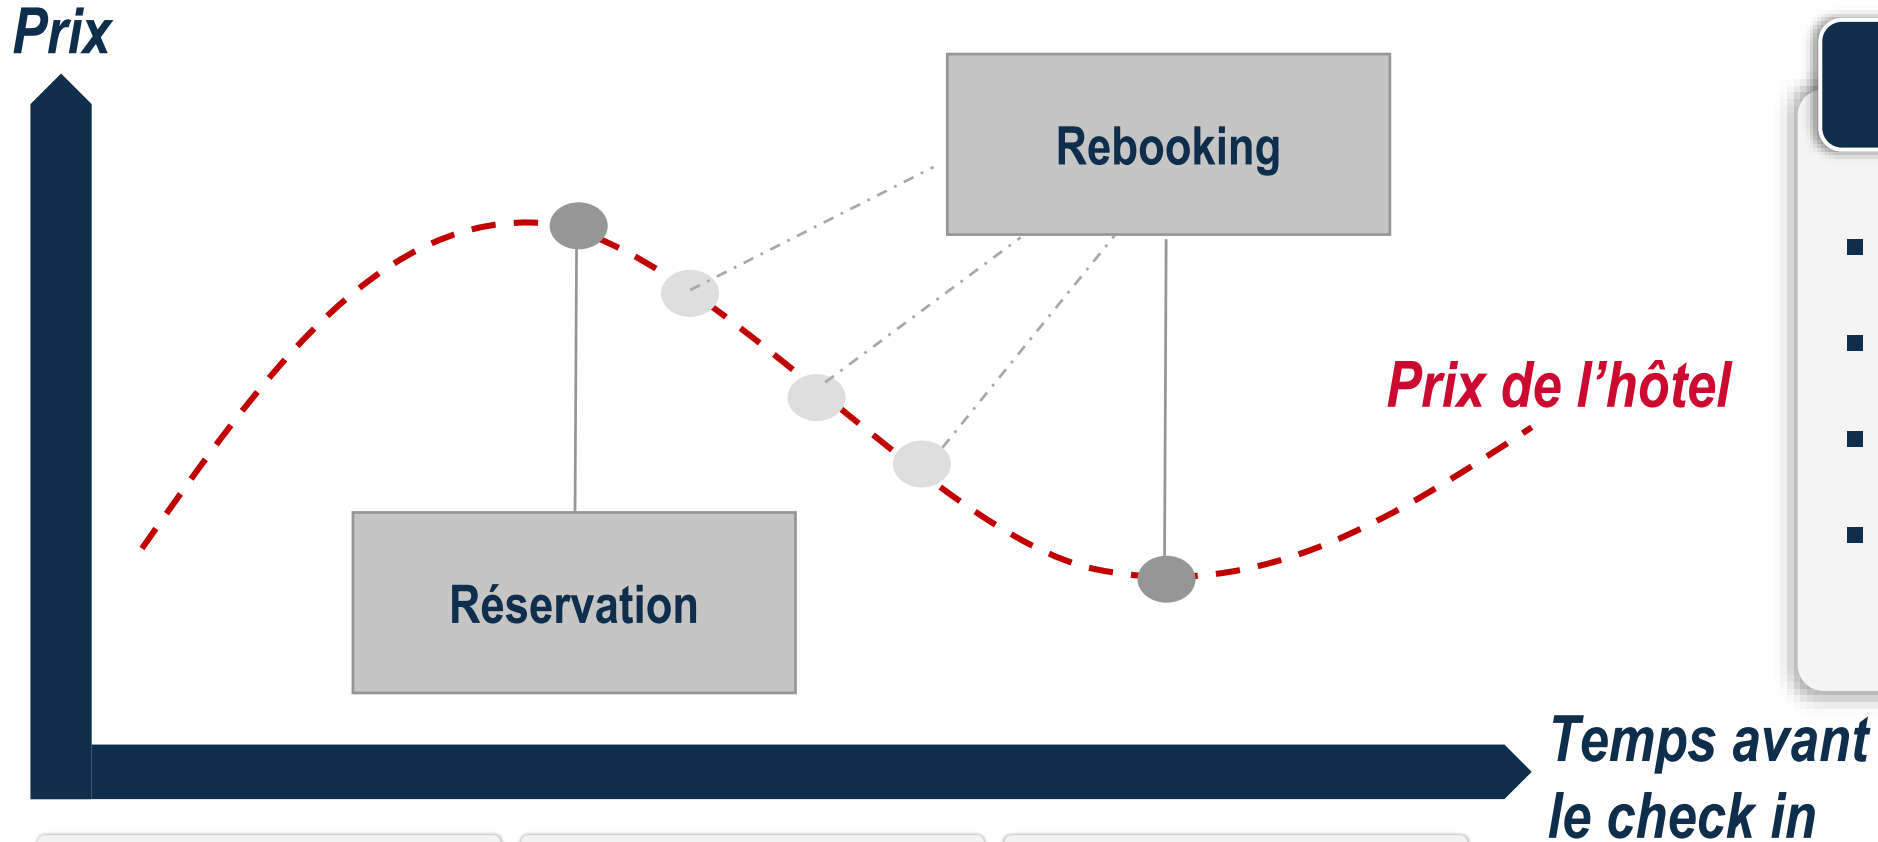 Prix
Rebooking
Prix de l’hôtel
Réservation
Temps avant
le check in